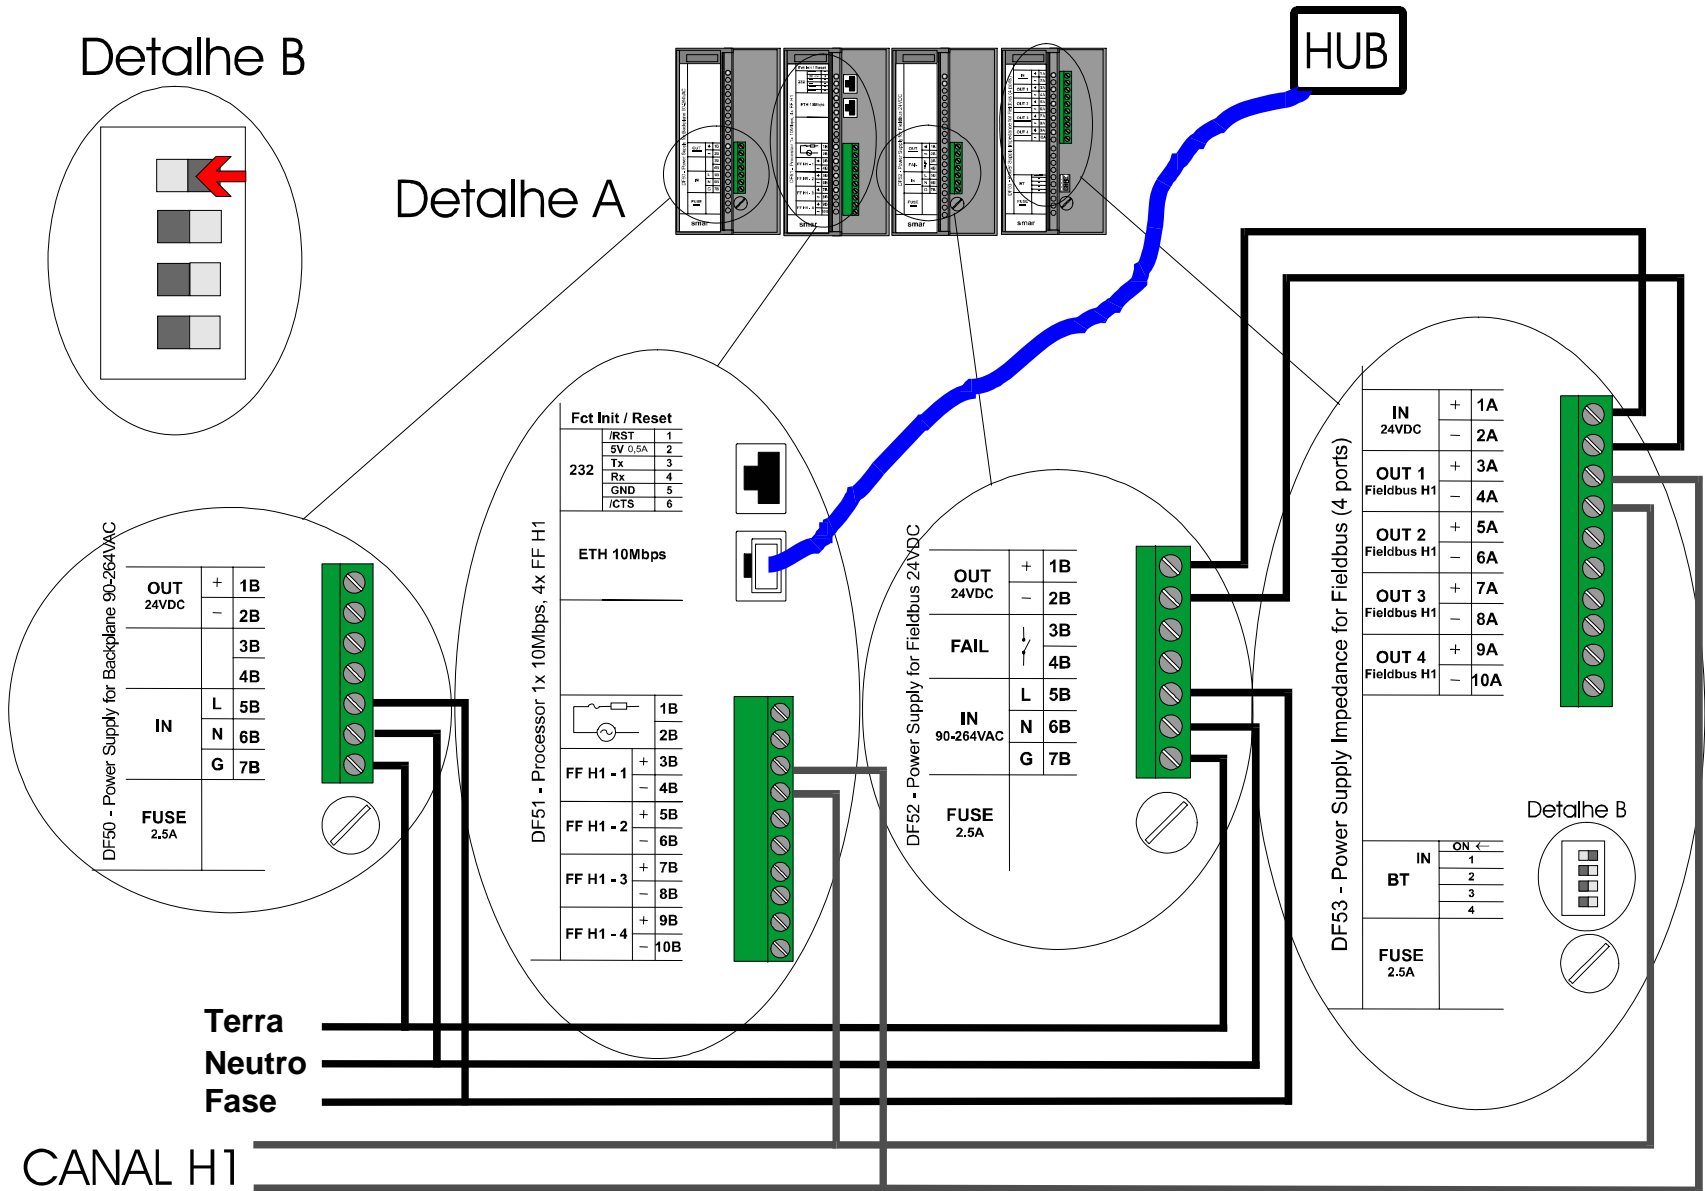 Detalhe B
HUB
Detalhe A
smar
smar
smar
smar
DF50 - Power Supply for Backplane 90-264VAC
OUT + 1B
24VDC − 2B
3B
4B
IN L 5B
N 6B
G 7B
FUSE
2.5A
DF51 - Processor 1x 10Mbps, 4x FF H1
Fct Init / Reset
232 /RST 1
5V 0,5A 2
Tx 3
Rx 4
GND 5
/CTS 6
ETH 10Mbps
1B
2B
FF H1 - 1 + 3B
− 4B
FF H1 - 2 + 5B
− 6B
FF H1 - 3 + 7B
− 8B
FF H1 - 4 + 9B
− 10B
DF52 - Power Supply for Fieldbus 24VDC
OUT + 1B
24VDC − 2B
FAIL 3B
4B
IN L 5B
90-264VAC N 6B
G 7B
FUSE
2.5A
DF53 - Power Supply Impedance for Fieldbus (4 ports)
IN + 1A
24VDC − 2A
OUT 1 + 3A
Fieldbus H1 − 4A
OUT 2 + 5A
Fieldbus H1 − 6A
OUT 3 + 7A
Fieldbus H1 − 8A
OUT 4 + 9A
Fieldbus H1 − 10A
Detalhe B
ON ←
IN 1
BT 2
3
4
FUSE
2.5A
Terra
Neutro
Fase
CANAL H1